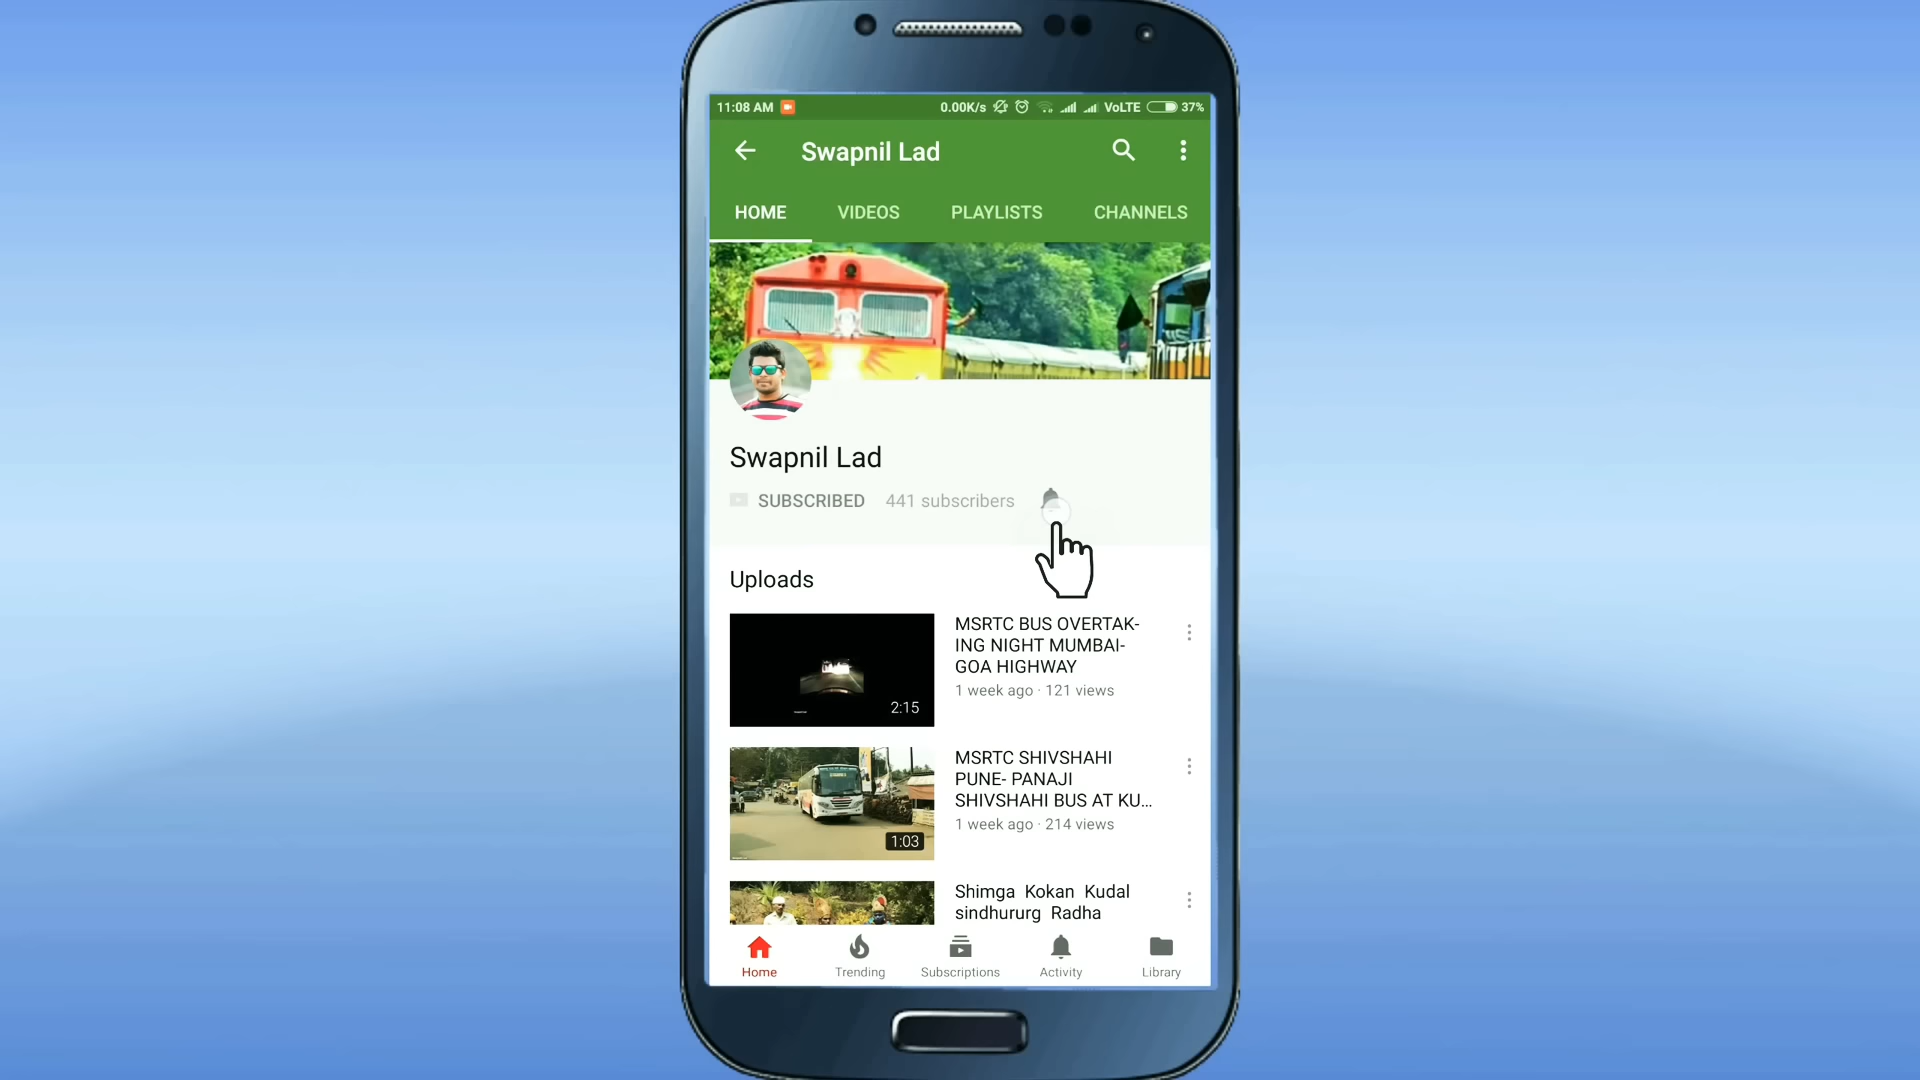 11:08 AM 0.00K/s VoLTE 37%
Swapnil Lad
HOME VIDEOS PLAYLISTS CHANNELS
Swapnil Lad
SUBSCRIBED 441 subscribers
Uploads
MSRTC BUS OVERTAK-
ING NIGHT MUMBAI-
GOA HIGHWAY
1 week ago · 121 views
2:15
MSRTC SHIVSHAHI
PUNE- PANAJI
SHIVSHAHI BUS AT KU...
1 week ago · 214 views
1:03
Shimga Kokan Kudal
sindhururg Radha
Home Trending Subscriptions Activity Library